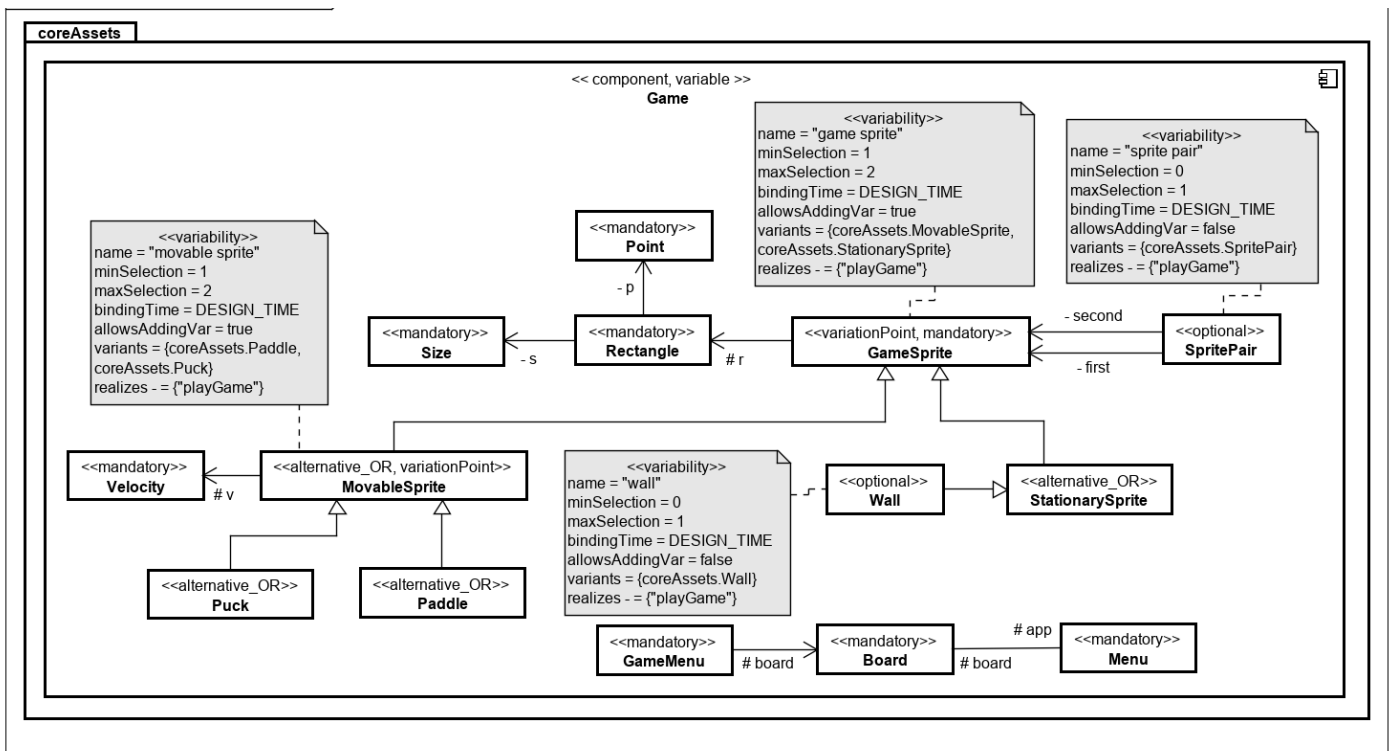 coreAssets
<< component, variable >>
Game
<<variability>>
name = "game sprite"
minSelection = 1
maxSelection = 2
bindingTime = DESIGN_TIME
allowsAddingVar = true
variants = {coreAssets.MovableSprite,
coreAssets.StationarySprite}
realizes - = {"playGame"}
<<variability>>
name = "sprite pair"
minSelection = 0
maxSelection = 1
bindingTime = DESIGN_TIME
allowsAddingVar = false
variants = {coreAssets.SpritePair}
realizes - = {"playGame"}
<<variability>>
name = "movable sprite"
minSelection = 1
maxSelection = 2
bindingTime = DESIGN_TIME
allowsAddingVar = true
variants = {coreAssets.Paddle,
coreAssets.Puck}
realizes - = {"playGame"}
<<mandatory>>
Point
- p
<<mandatory>>
Size
- s
<<mandatory>>
Rectangle
# r
<<variationPoint, mandatory>>
GameSprite
- second
- first
<<optional>>
SpritePair
<<mandatory>>
Velocity
# v
<<alternative_OR, variationPoint>>
MovableSprite
<<variability>>
name = "wall"
minSelection = 0
maxSelection = 1
bindingTime = DESIGN_TIME
allowsAddingVar = false
variants = {coreAssets.Wall}
realizes - = {"playGame"}
<<optional>>
Wall
<<alternative_OR>>
StationarySprite
<<alternative_OR>>
Puck
<<alternative_OR>>
Paddle
<<mandatory>>
GameMenu
# board
<<mandatory>>
Board
# app
# board
<<mandatory>>
Menu